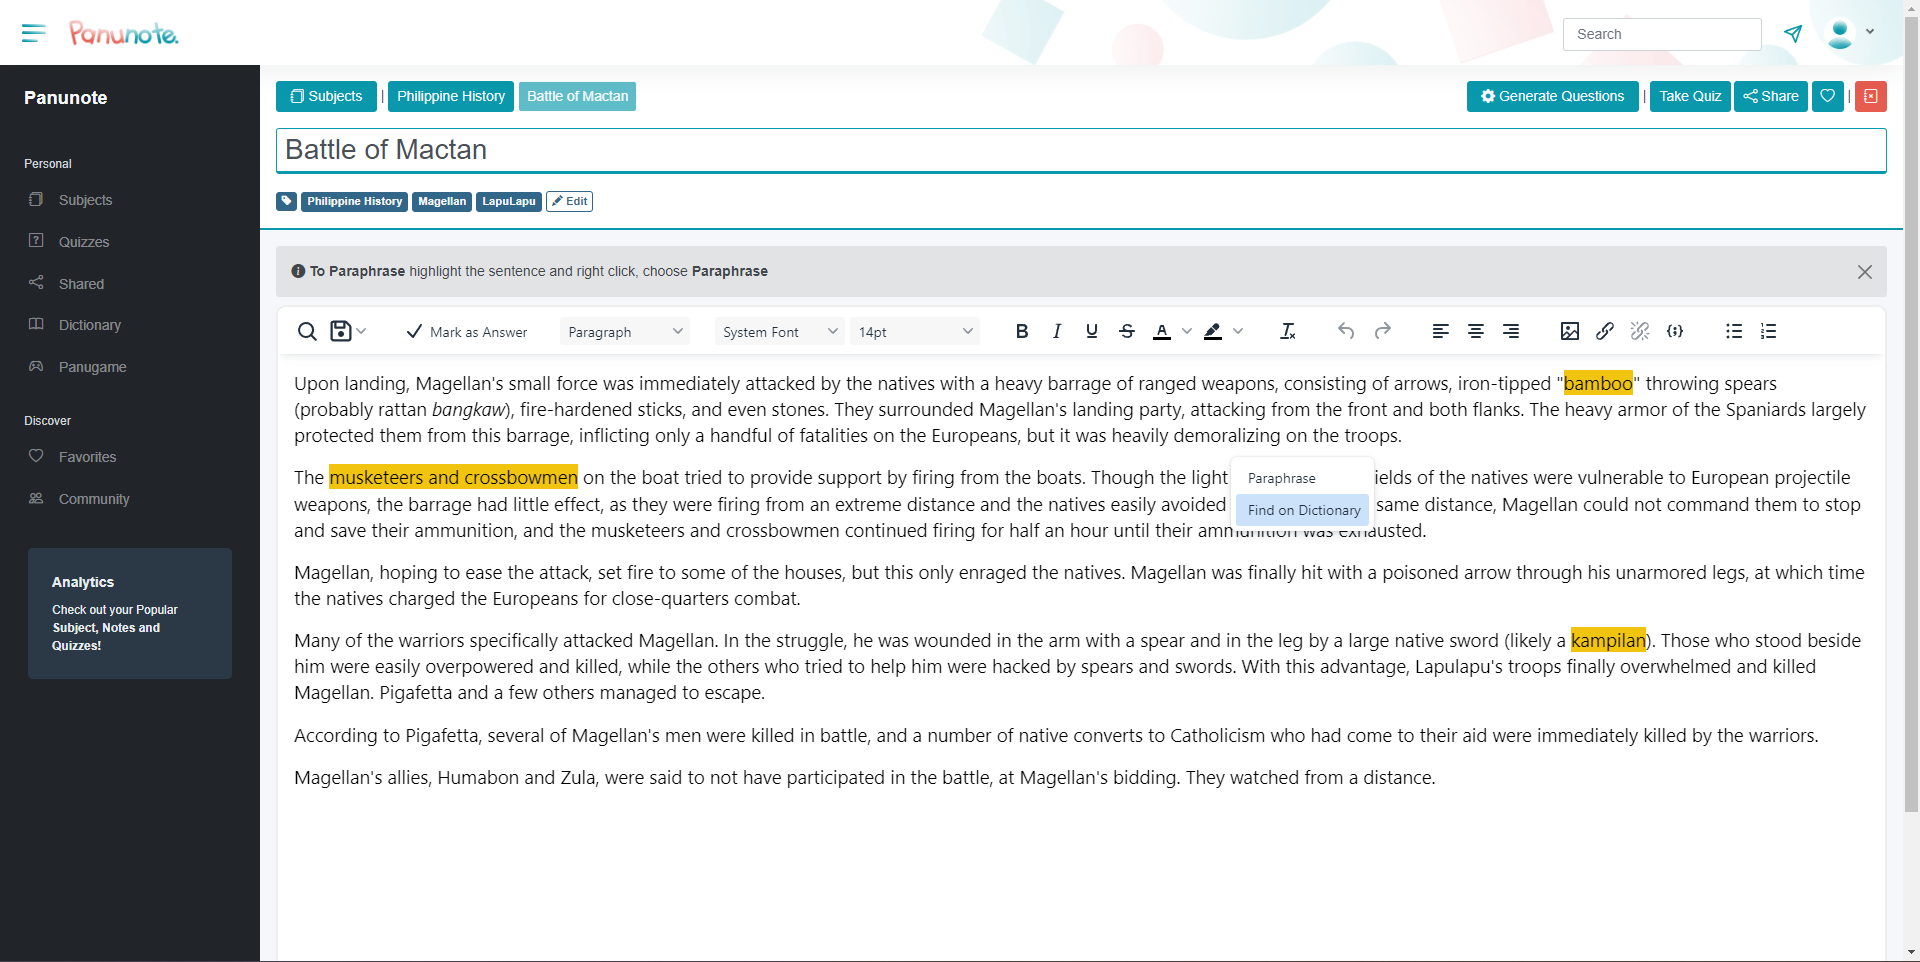 Panunote.
Search
Panunote
Personal
Subjects
Quizzes
Shared
Dictionary
Panugame
Discover
Favorites
Community
Analytics
Check out your Popular
Subject, Notes and
Quizzes!
Subjects | Philippine History Battle of Mactan
Generate Questions | Take Quiz Share |
Battle of Mactan
Philippine History Magellan LapuLapu Edit
To Paraphrase highlight the sentence and right click, choose Paraphrase
Mark as Answer Paragraph System Font 14pt
Upon landing, Magellan's small force was immediately attacked by the natives with a heavy barrage of ranged weapons, consisting of arrows, iron-tipped "bamboo" throwing spears
(probably rattan bangkaw), fire-hardened sticks, and even stones. They surrounded Magellan's landing party, attacking from the front and both flanks. The heavy armor of the Spaniards largely
protected them from this barrage, inflicting only a handful of fatalities on the Europeans, but it was heavily demoralizing on the troops.
The musketeers and crossbowmen on the boat tried to provide support by firing from the boats. Though the light ields of the natives were vulnerable to European projectile
weapons, the barrage had little effect, as they were firing from an extreme distance and the natives easily avoided same distance, Magellan could not command them to stop
and save their ammunition, and the musketeers and crossbowmen continued firing for half an hour until their ammunition was exhausted.
Paraphrase
Find on Dictionary
Magellan, hoping to ease the attack, set fire to some of the houses, but this only enraged the natives. Magellan was finally hit with a poisoned arrow through his unarmored legs, at which time
the natives charged the Europeans for close-quarters combat.
Many of the warriors specifically attacked Magellan. In the struggle, he was wounded in the arm with a spear and in the leg by a large native sword (likely a kampilan). Those who stood beside
him were easily overpowered and killed, while the others who tried to help him were hacked by spears and swords. With this advantage, Lapulapu's troops finally overwhelmed and killed
Magellan. Pigafetta and a few others managed to escape.
According to Pigafetta, several of Magellan's men were killed in battle, and a number of native converts to Catholicism who had come to their aid were immediately killed by the warriors.
Magellan's allies, Humabon and Zula, were said to not have participated in the battle, at Magellan's bidding. They watched from a distance.